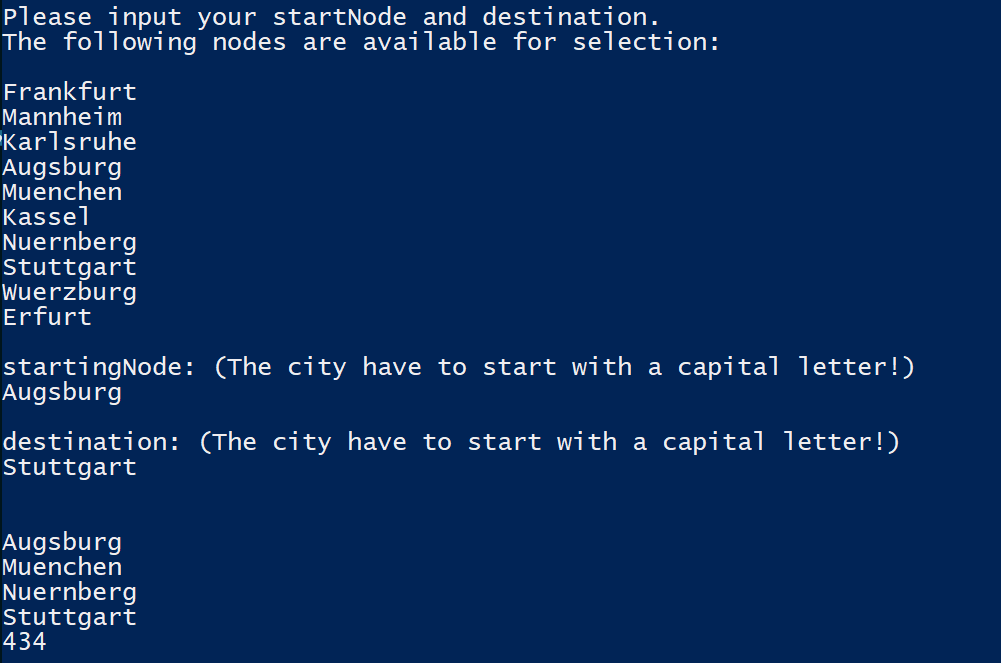 Please input your startNode and destination.
The following nodes are available for selection:
Frankfurt
Mannheim
Karlsruhe
Augsburg
Muenchen
Kassel
Nuernberg
Stuttgart
Wuerzburg
Erfurt
startingNode: (The city have to start with a capital letter!)
Augsburg
destination: (The city have to start with a capital letter!)
Stuttgart
Augsburg
Muenchen
Nuernberg
Stuttgart
434